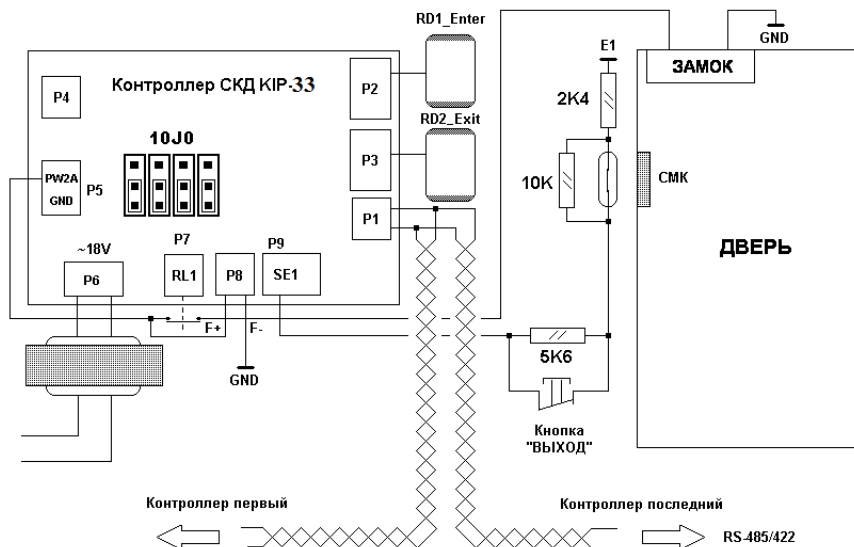 RD1_Enter
GND
E1
ЗАМОК
Контроллер СКД KIP-33
P4
P2
2K4
RD2_Exit
10J0
P3
10K
СМК
PW2A
GND
P5
P1
ДВЕРЬ
~18V
P7
P9
P6
RL1
P8
SE1
F+
F-
5K6
GND
Кнопка
"ВЫХОД"
Контроллер первый
Контроллер последний
RS-485/422